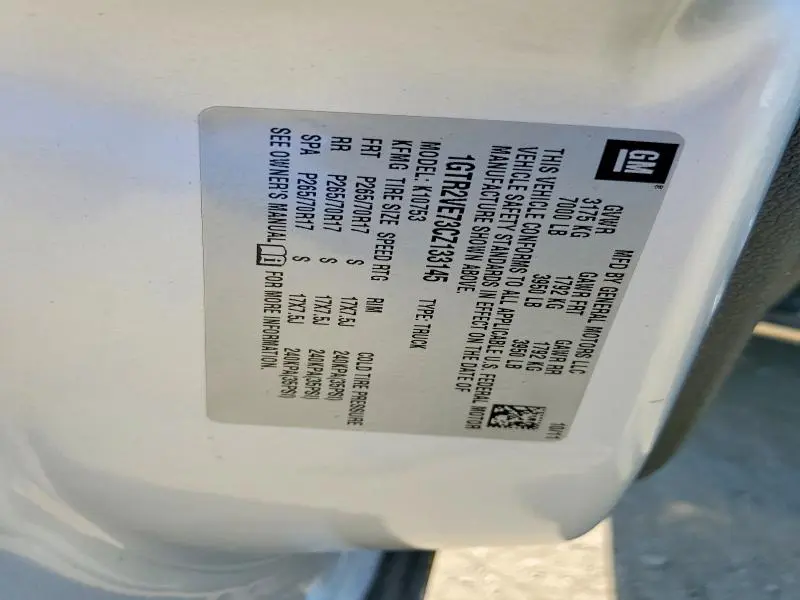 GM
®
MFD BY GENERAL MOTORS LLC 10/11
GVWR GAWR FRT GAWR RR
3175 KG 1792 KG 1792 KG
7000 LB 3950 LB 3950 LB
THIS VEHICLE CONFORMS TO ALL APPLICABLE U.S. FEDERAL MOTOR
VEHICLE SAFETY STANDARDS IN EFFECT ON THE DATE OF
MANUFACTURE SHOWN ABOVE.
1GTR2VE73CZ133145 TYPE: TRUCK
MODEL: K10753
KFMG TIRE SIZE SPEED RTG RIM COLD TIRE PRESSURE
FRT P265/70R17 S 17X7.5J 240KPA(35PSI)
RR P265/70R17 S 17X7.5J 240KPA(35PSI)
SPA P265/70R17 S 17X7.5J 240KPA(35PSI)
SEE OWNER'S MANUAL FOR MORE INFORMATION.